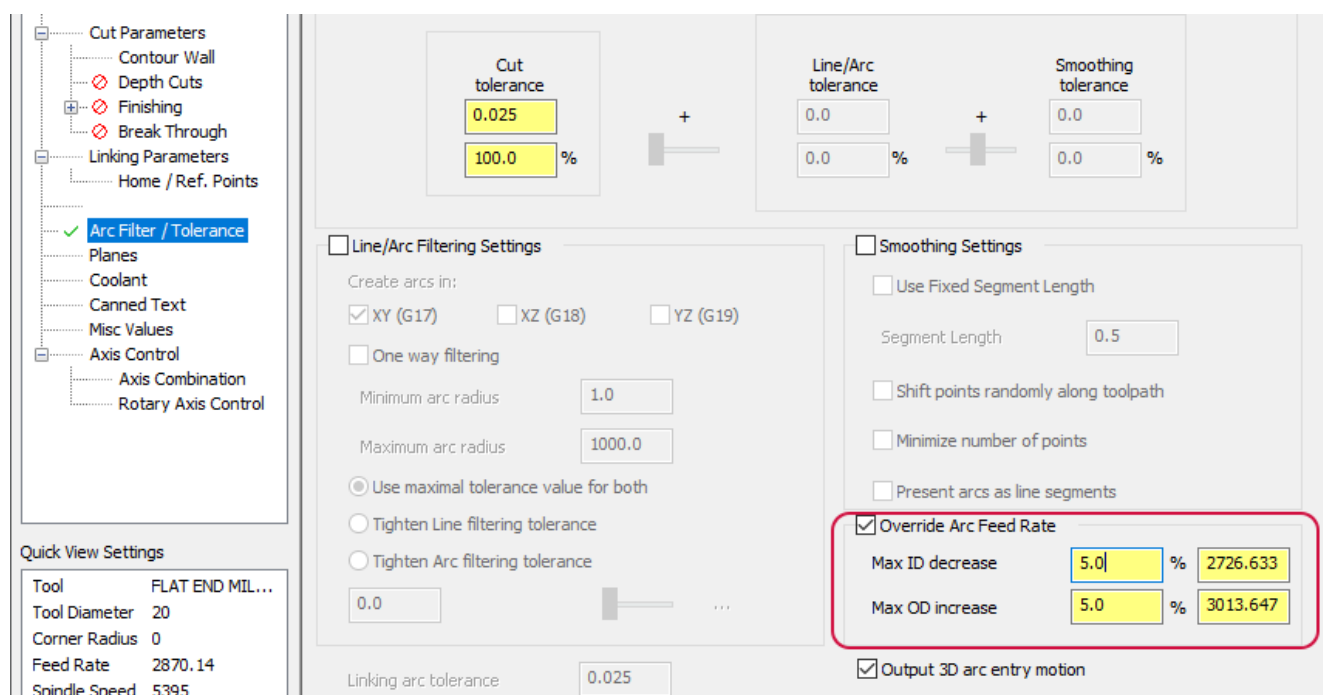 Cut Parameters
Contour Wall
Depth Cuts
Finishing
Break Through
Linking Parameters
Home / Ref. Points
Arc Filter / Tolerance
Planes
Coolant
Canned Text
Misc Values
Axis Control
Axis Combination
Rotary Axis Control
Quick View Settings
Tool FLAT END MIL...
Tool Diameter 20
Corner Radius 0
Feed Rate 2870.14
Spindle Speed 5395
Cut
tolerance
0.025
100.0 %
+
Line/Arc
tolerance
0.0
0.0 %
+
Smoothing
tolerance
0.0
0.0 %
Line/Arc Filtering Settings
Create arcs in:
XY (G17) XZ (G18) YZ (G19)
One way filtering
Minimum arc radius 1.0
Maximum arc radius 1000.0
Use maximal tolerance value for both
Tighten Line filtering tolerance
Tighten Arc filtering tolerance
0.0 ...
Linking arc tolerance 0.025
Smoothing Settings
Use Fixed Segment Length
Segment Length 0.5
Shift points randomly along toolpath
Minimize number of points
Present arcs as line segments
Override Arc Feed Rate
Max ID decrease 5.0 % 2726.633
Max OD increase 5.0 % 3013.647
Output 3D arc entry motion